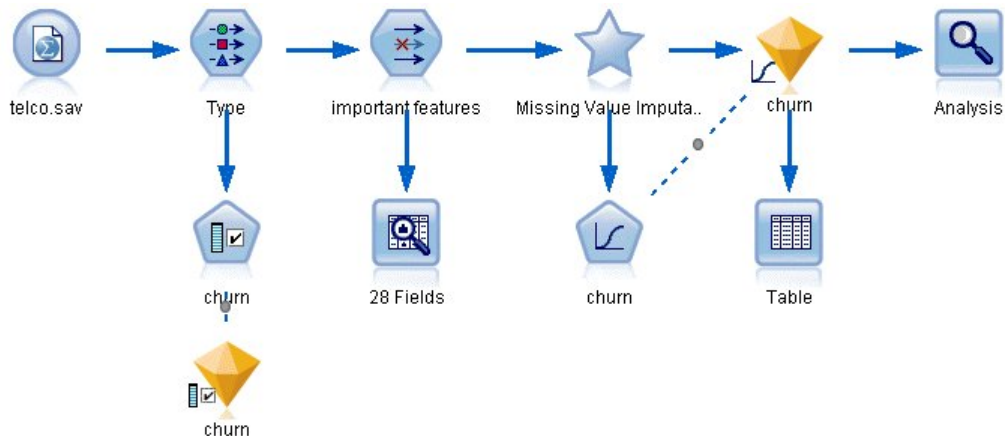 telco.sav
Type
important features
Missing Value Imputa..
churn
Analysis
churn
28 Fields
churn
Table
churn